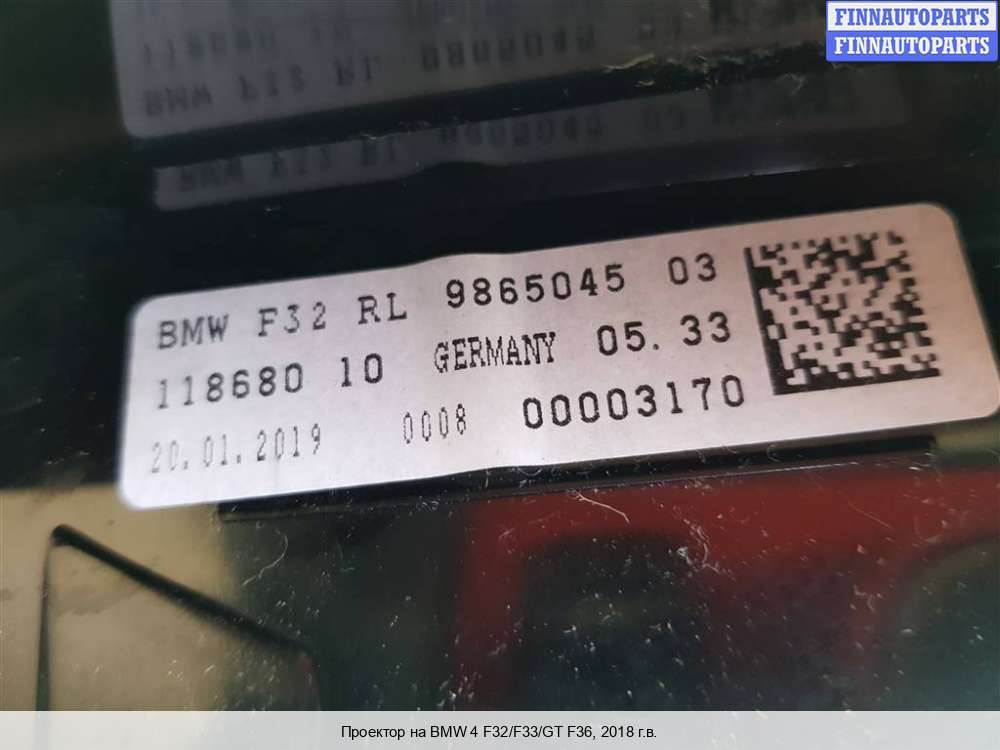 FINNAUTOPARTS
FINNAUTOPARTS
BMW F32 RL 9865045 03
118680 10 GERMANY 05.33
20.01.2019 0008 00003170
Проектор на BMW 4 F32/F33/GT F36, 2018 г.в.